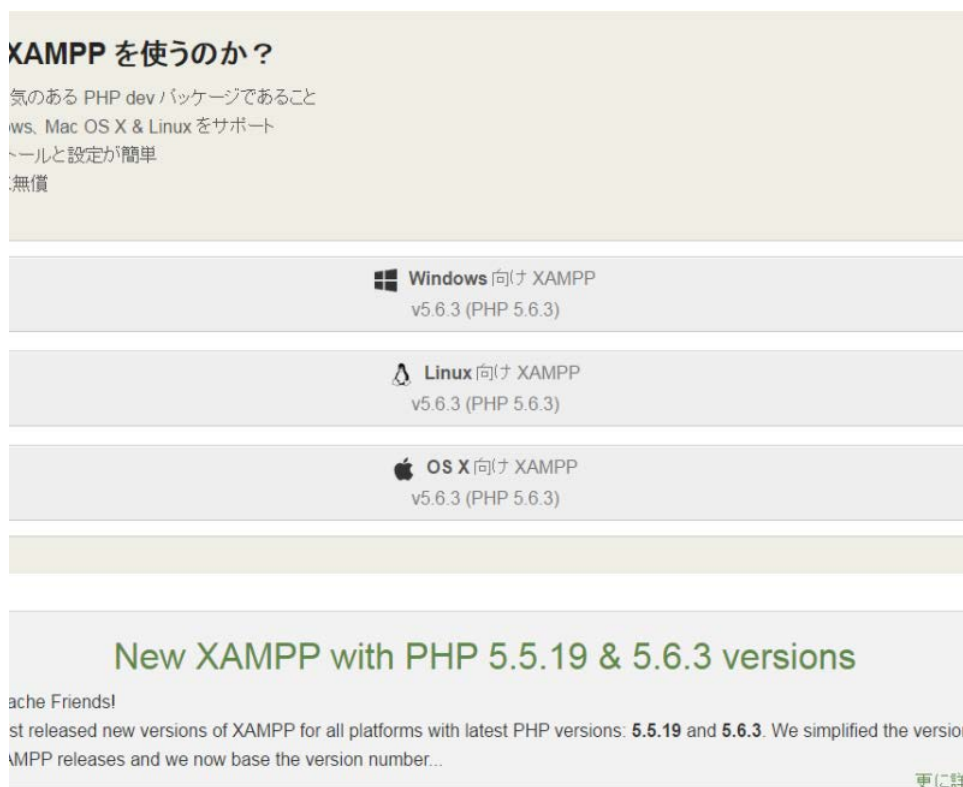 XAMPP を使うのか？
気のある PHP dev パッケージであること
ws、Mac OS X & Linux をサポート
トールと設定が簡単
無償
Windows 向け XAMPP
v5.6.3 (PHP 5.6.3)
Linux 向け XAMPP
v5.6.3 (PHP 5.6.3)
OS X 向け XAMPP
v5.6.3 (PHP 5.6.3)
New XAMPP with PHP 5.5.19 & 5.6.3 versions
ache Friends!
st released new versions of XAMPP for all platforms with latest PHP versions: 5.5.19 and 5.6.3. We simplified the versio
AMPP releases and we now base the version number...
更に詳